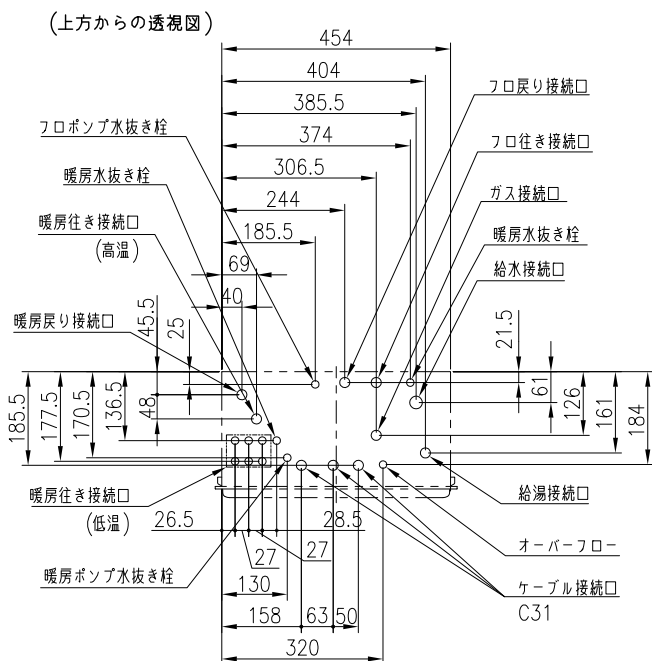 (上方からの透視図)
454
404
385.5
374
306.5
244
185.5
69
40
フロポンプ水抜き栓
暖房水抜き栓
暖房往き接続口
(高温)
暖房戻り接続口
フロ戻り接続口
フロ往き接続口
ガス接続口
暖房水抜き栓
給水接続口
45.5
25
48
21.5
61
185.5
177.5
170.5
136.5
126
161
184
暖房往き接続口
(低温)
26.5
28.5
27
27
暖房ポンプ水抜き栓
130
158
63
50
320
給湯接続口
オーバーフロー
ケーブル接続口
C31